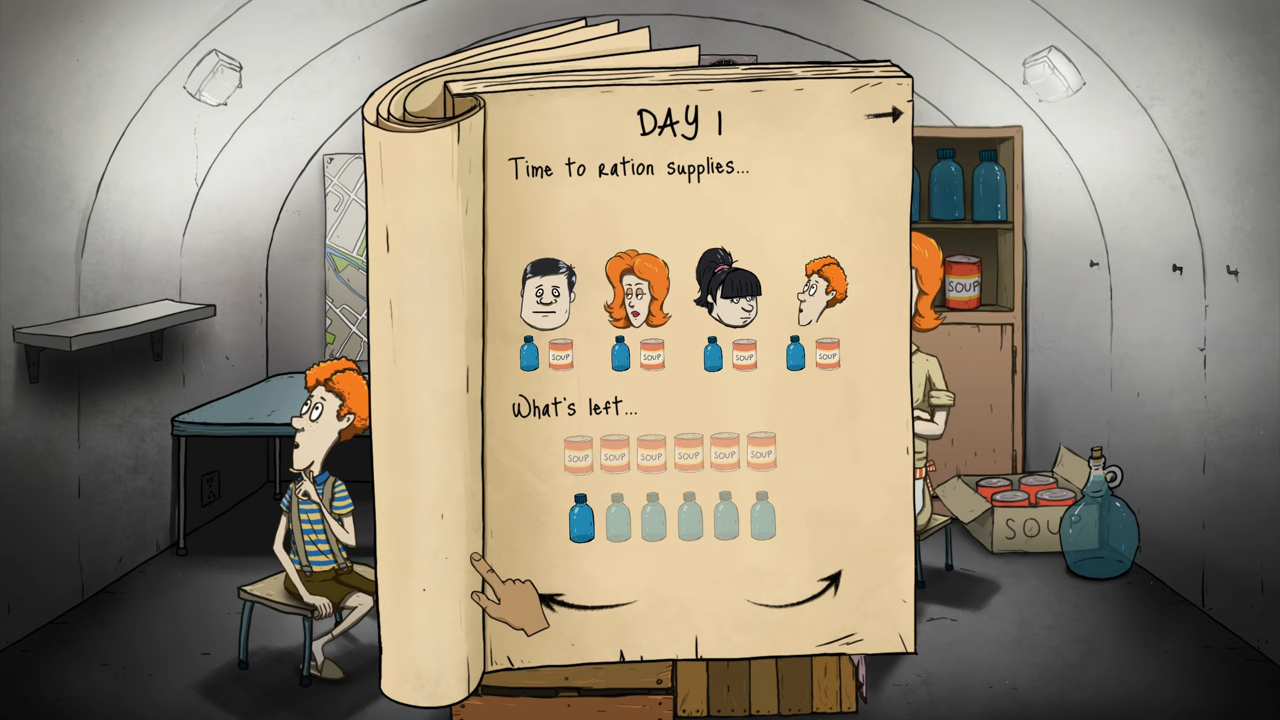 DAY 1
Time to ration supplies...
SOUP SOUP SOUP SOUP
What's left...
SOUP SOUP SOUP SOUP SOUP SOUP
SOUP
SOUP